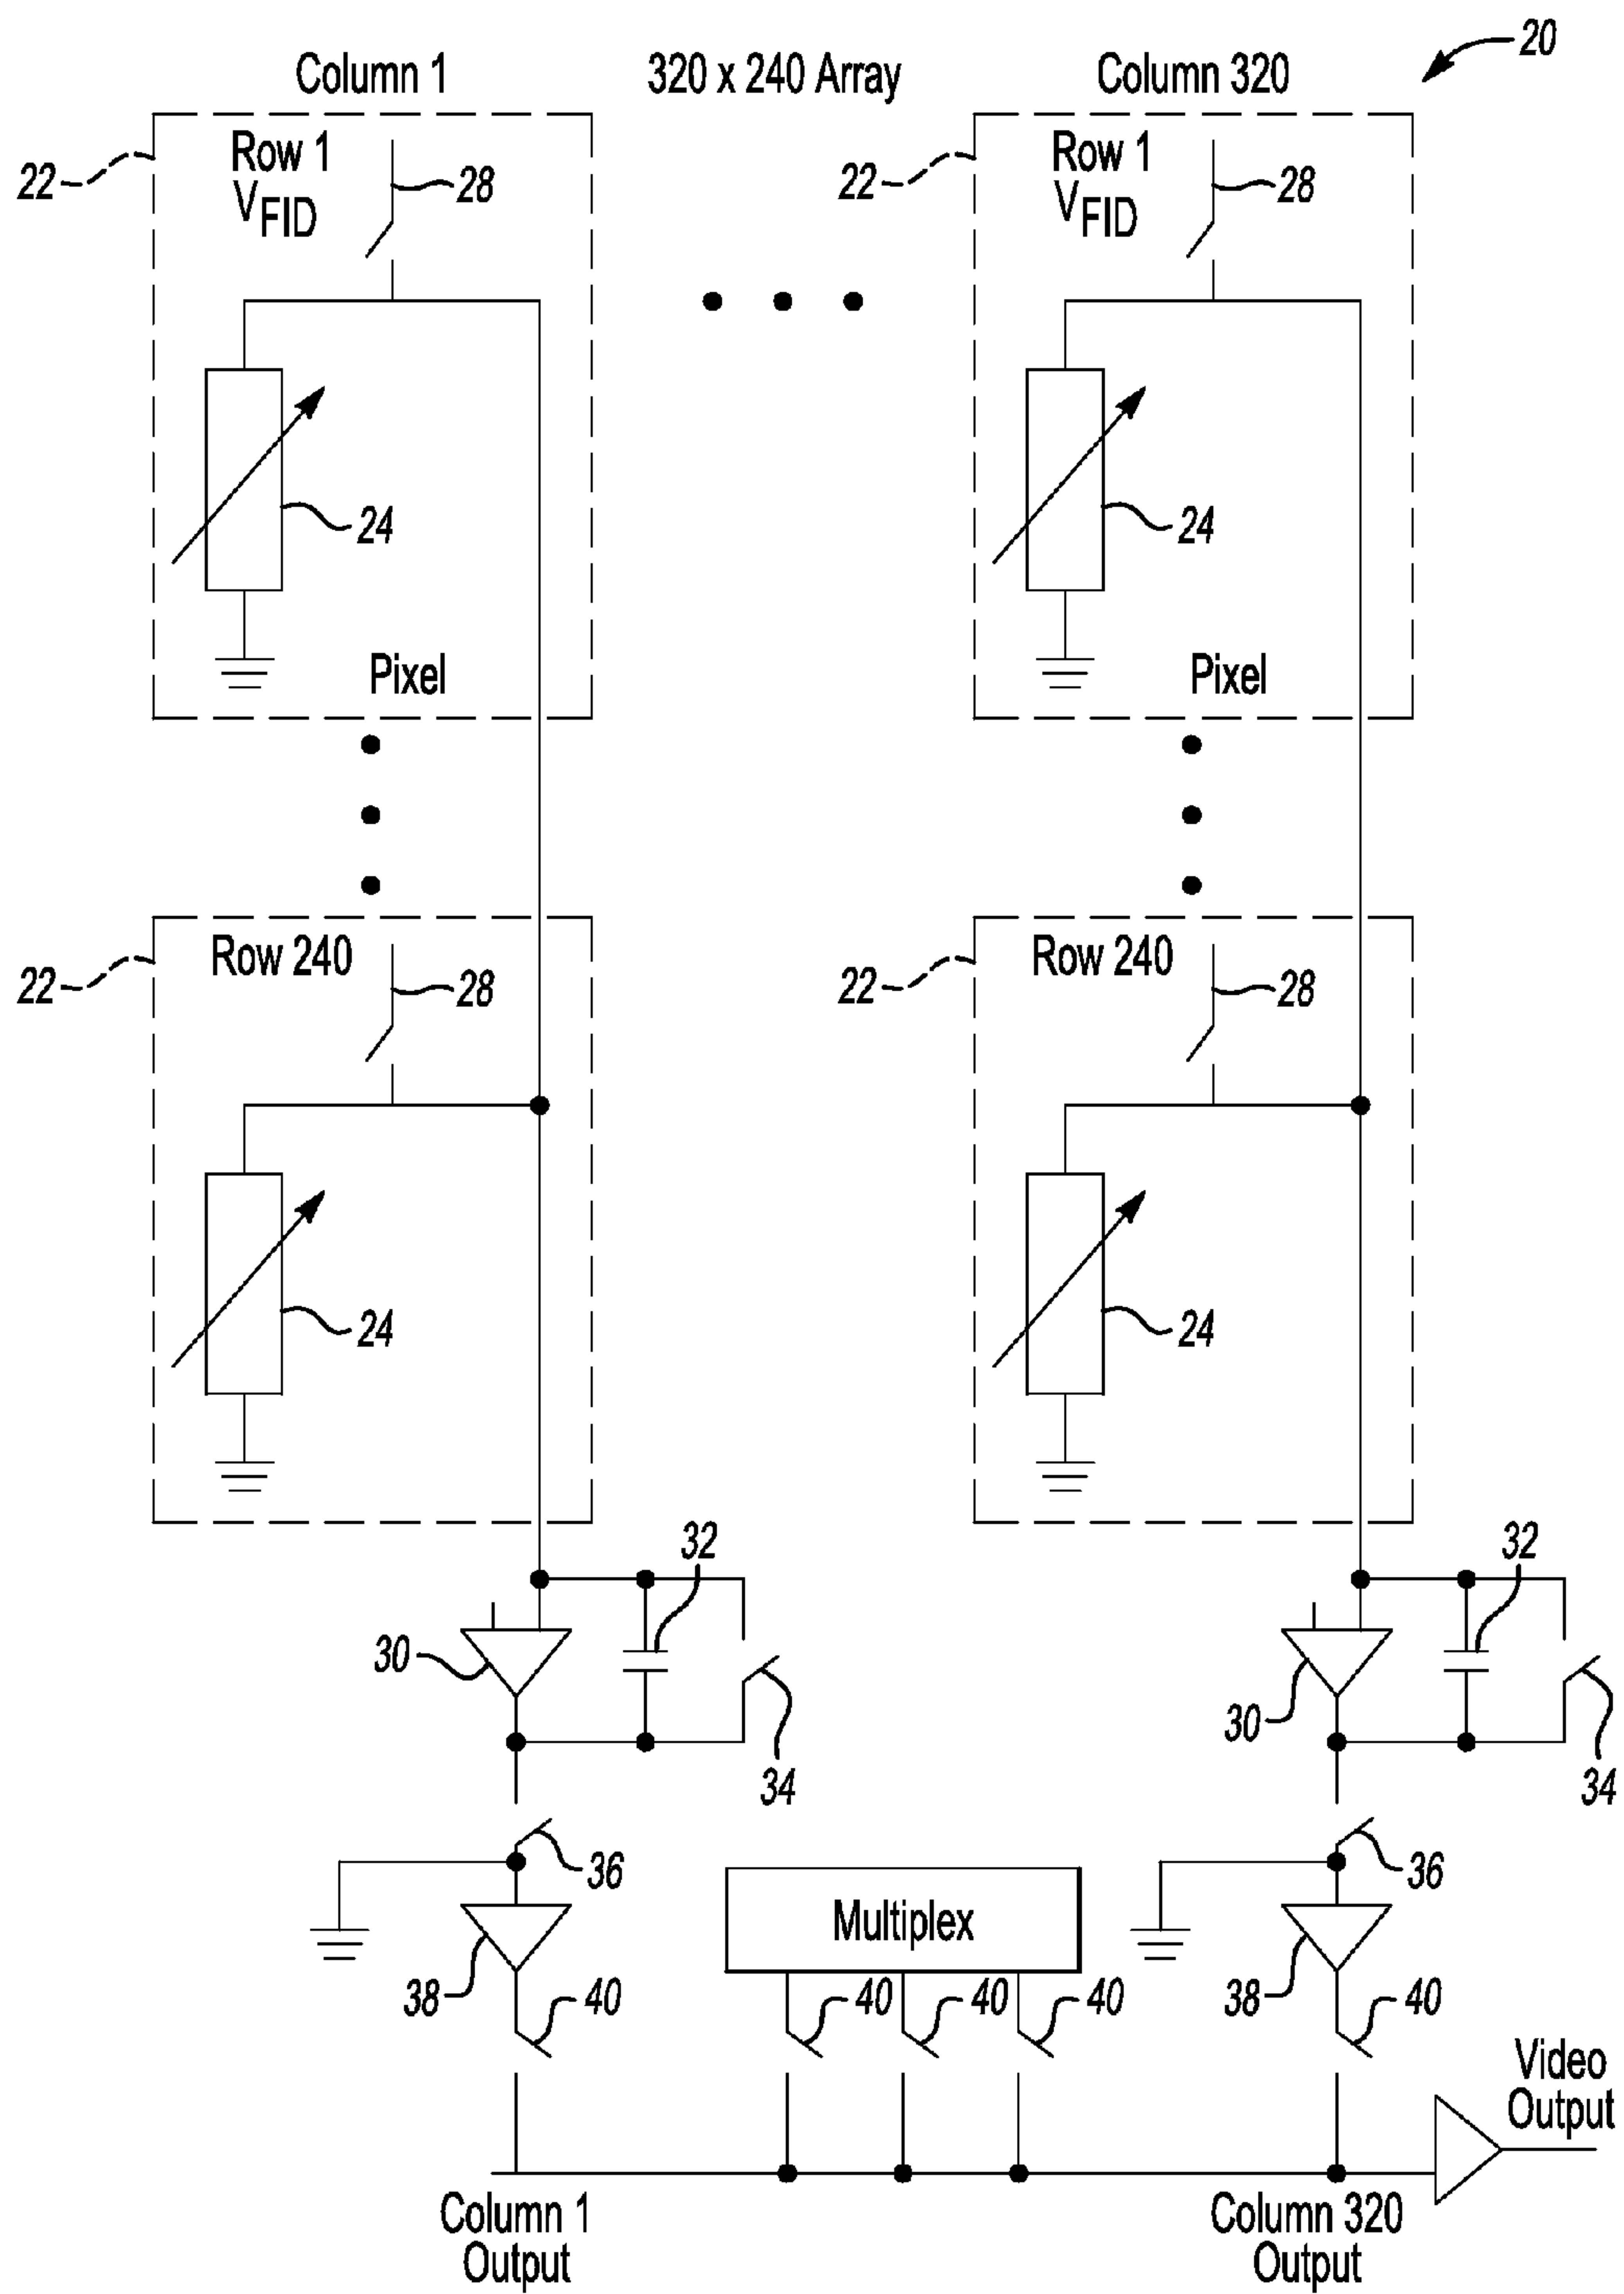 20
Column 1
320 x 240 Array
Column 320
22
Row 1
VFID
28
22
Row 1
VFID
28
24
24
Pixel
Pixel
22
Row 240
28
22
Row 240
28
24
24
32
32
30
30
34
34
36
36
Multiplex
38
40
40
40
40
38
40
Video
Output
Column 1
Output
Column 320
Output